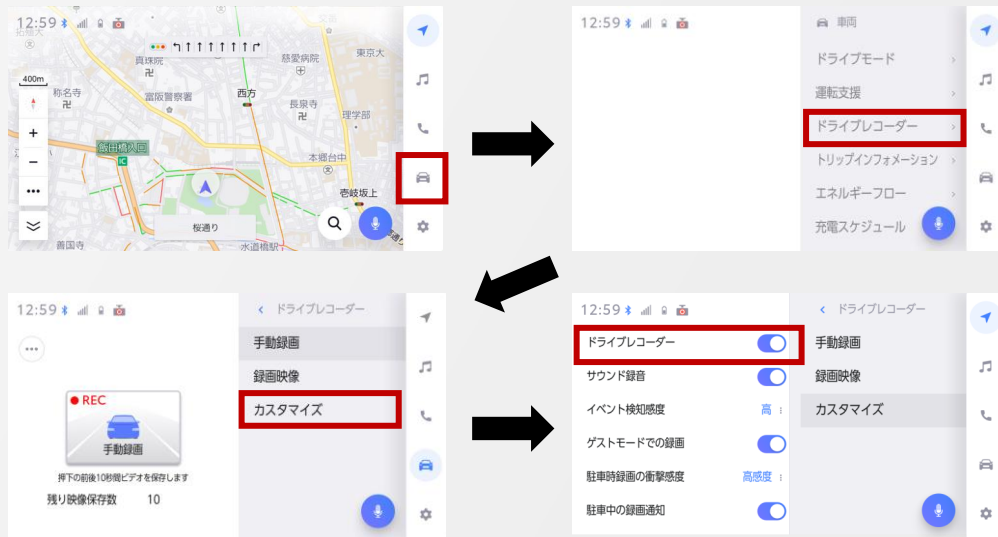 12:59
400m
真珠院
慈愛病院
東京大
称名寺
富阪警察署
西方
長泉寺
理学部
飯田橋入口
IC
本郷台中
壱岐坂上
桜通り
善国寺
水道橋駅
12:59
車両
ドライブモード
運転支援
ドライブレコーダー
トリップインフォメーション
エネルギーフロー
充電スケジュール
12:59
ドライブレコーダー
手動録画
録画映像
カスタマイズ
REC
手動録画
押下の前後10秒間ビデオを保存します
残り映像保存数 10
12:59
ドライブレコーダー
サウンド録音
イベント検知感度 高
ゲストモードでの録画
駐車時録画の衝撃感度 高感度
駐車中の録画通知
ドライブレコーダー
手動録画
録画映像
カスタマイズ